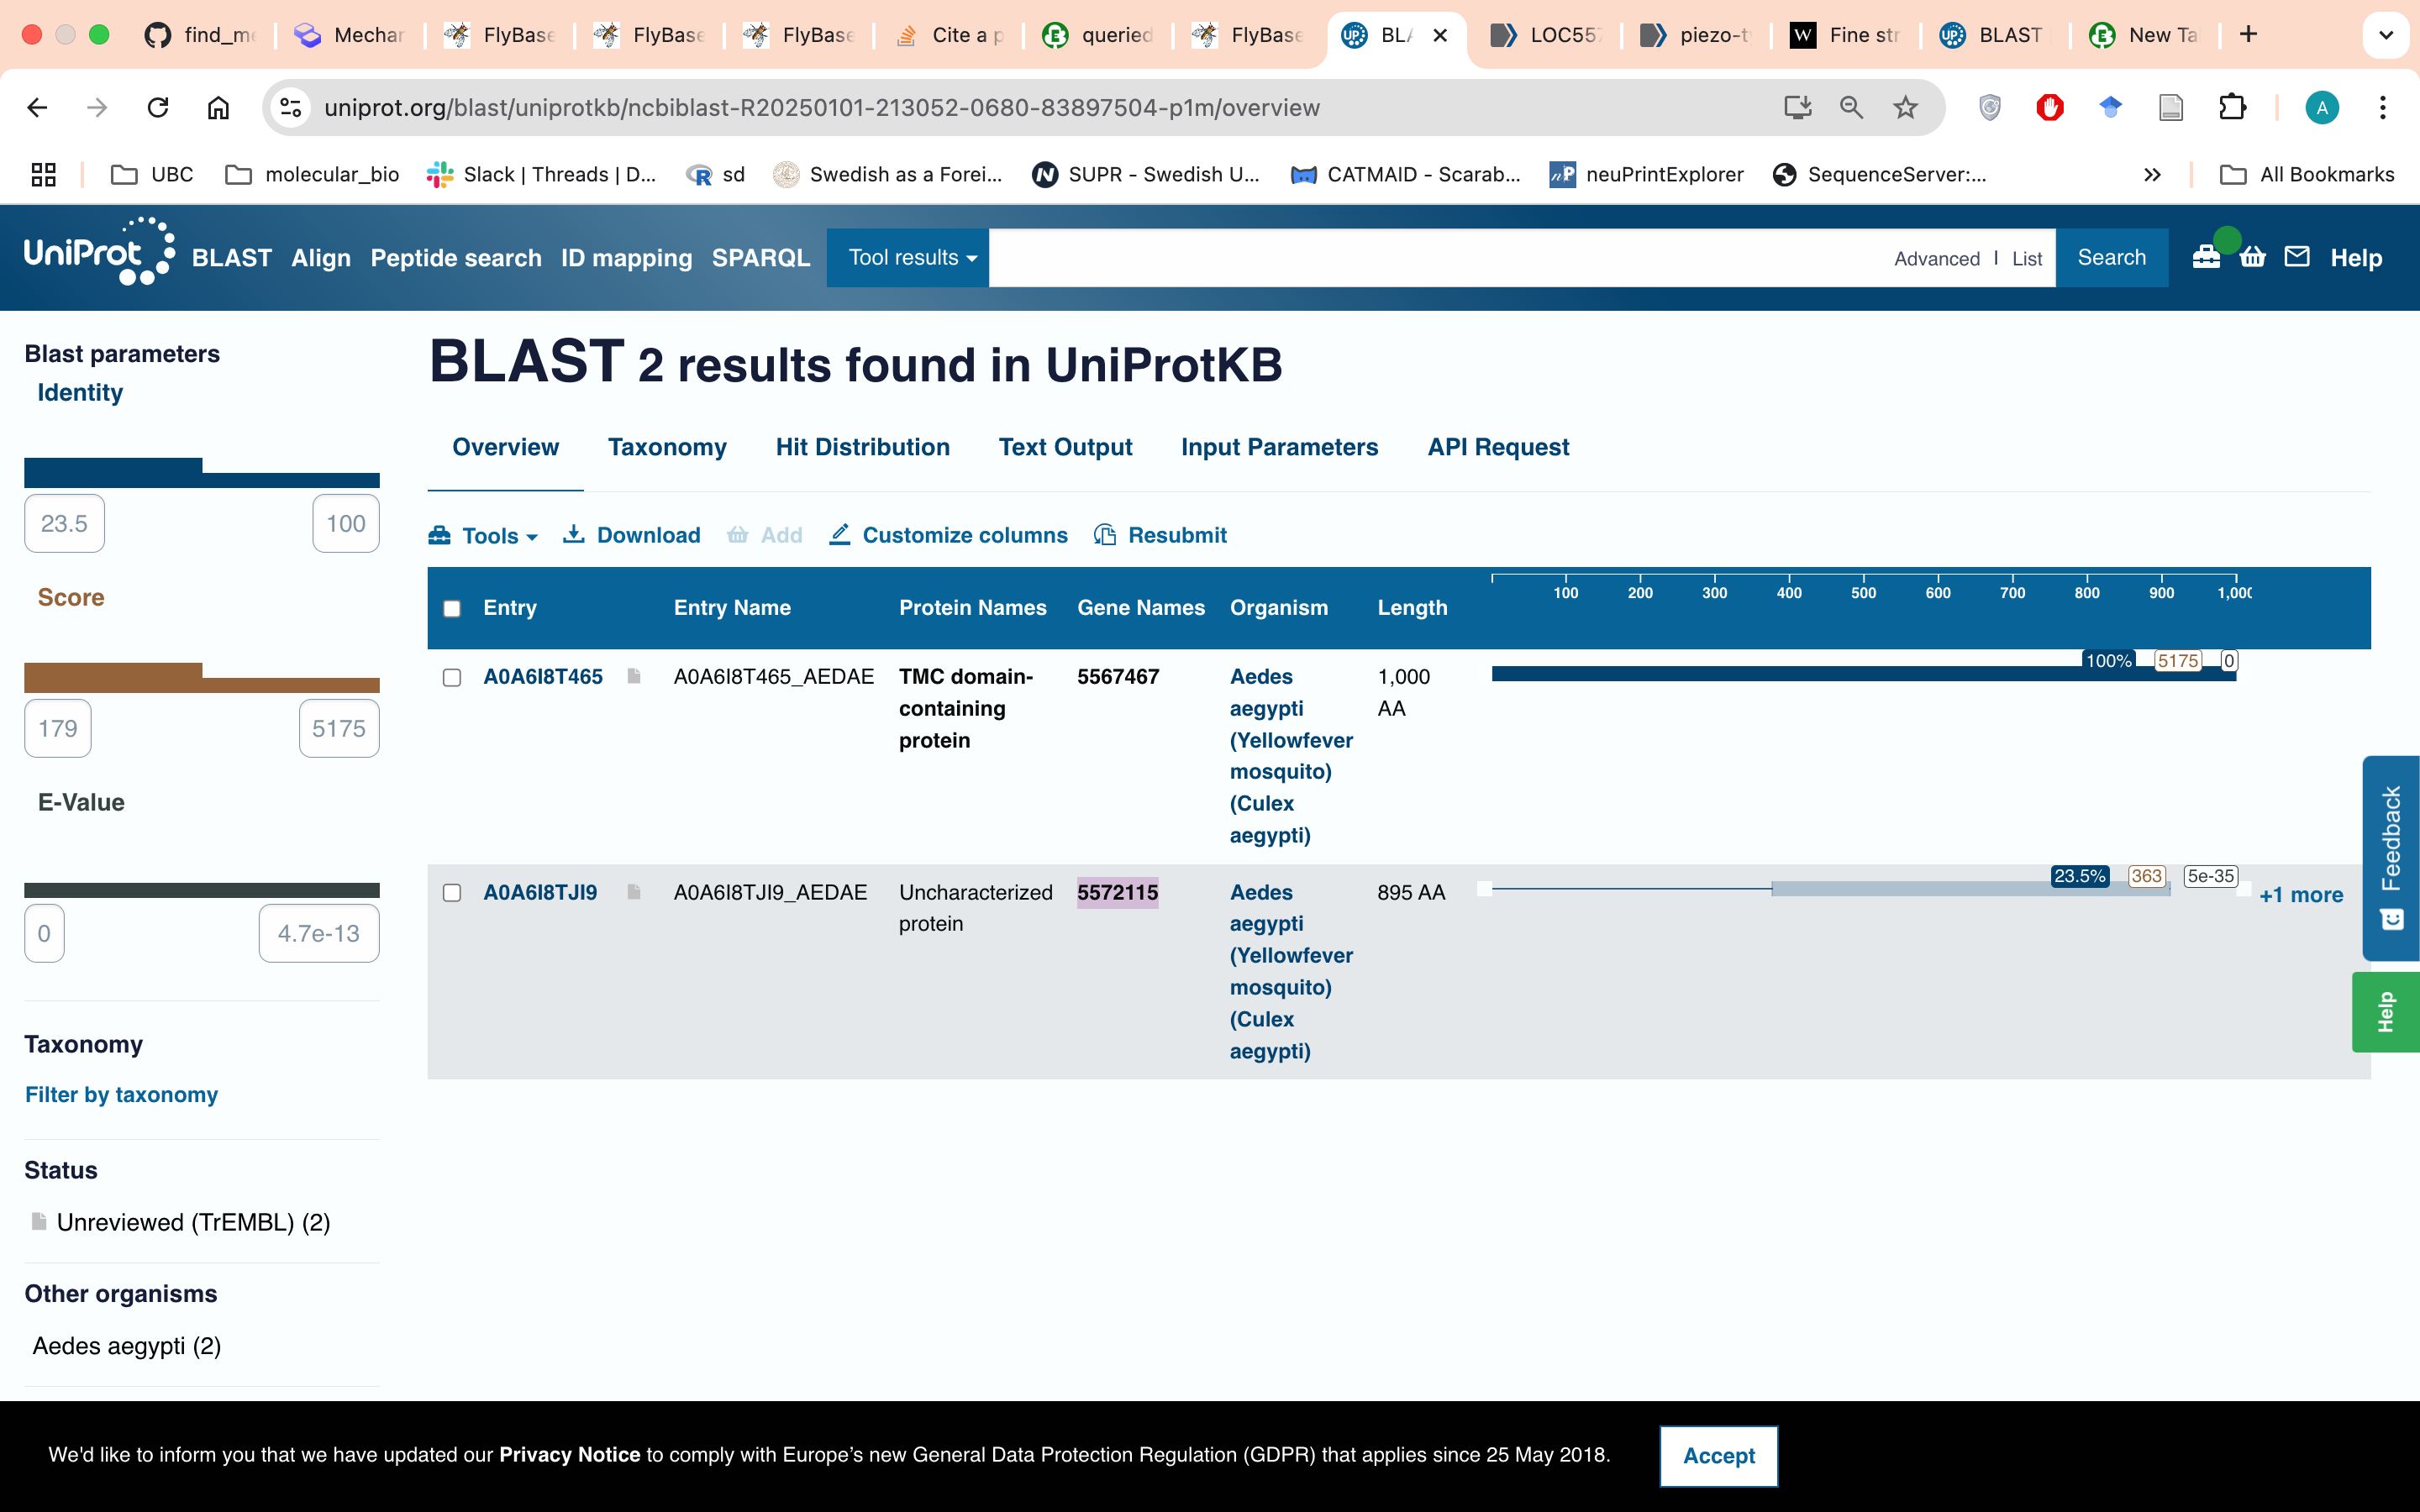 find_me
Mechar
FlyBase
FlyBase
FlyBase
Cite a p
queried
FlyBase
BLA
LOC557
piezo-ty
Fine str
BLAST
New Ta
uniprot.org/blast/uniprotkb/ncbiblast-R20250101-213052-0680-83897504-p1m/overview
A
UBC
molecular_bio
Slack | Threads | D...
sd
Swedish as a Forei...
SUPR - Swedish U...
CATMAID - Scarab...
neuPrintExplorer
SequenceServer:...
All Bookmarks
UniProt
BLAST
Align
Peptide search
ID mapping
SPARQL
Tool results
Advanced | List
Search
Help
Blast parameters
Identity
23.5
100
Score
179
5175
E-Value
0
4.7e-13
Taxonomy
Filter by taxonomy
Status
Unreviewed (TrEMBL) (2)
Other organisms
Aedes aegypti (2)
BLAST 2 results found in UniProtKB
Overview
Taxonomy
Hit Distribution
Text Output
Input Parameters
API Request
Tools
Download
Add
Customize columns
Resubmit
Entry
Entry Name
Protein Names
Gene Names
Organism
Length
100
200
300
400
500
600
700
800
900
1,000
A0A6I8T465
A0A6I8T465_AEDAE
TMC domain-
containing
protein
5567467
Aedes
aegypti
(Yellowfever
mosquito)
(Culex
aegypti)
1,000
AA
100%
5175
0
A0A6I8TJI9
A0A6I8TJI9_AEDAE
Uncharacterized
protein
5572115
Aedes
aegypti
(Yellowfever
mosquito)
(Culex
aegypti)
895 AA
23.5%
363
5e-35
+1 more
Feedback
Help
We'd like to inform you that we have updated our Privacy Notice to comply with Europe’s new General Data Protection Regulation (GDPR) that applies since 25 May 2018.
Accept